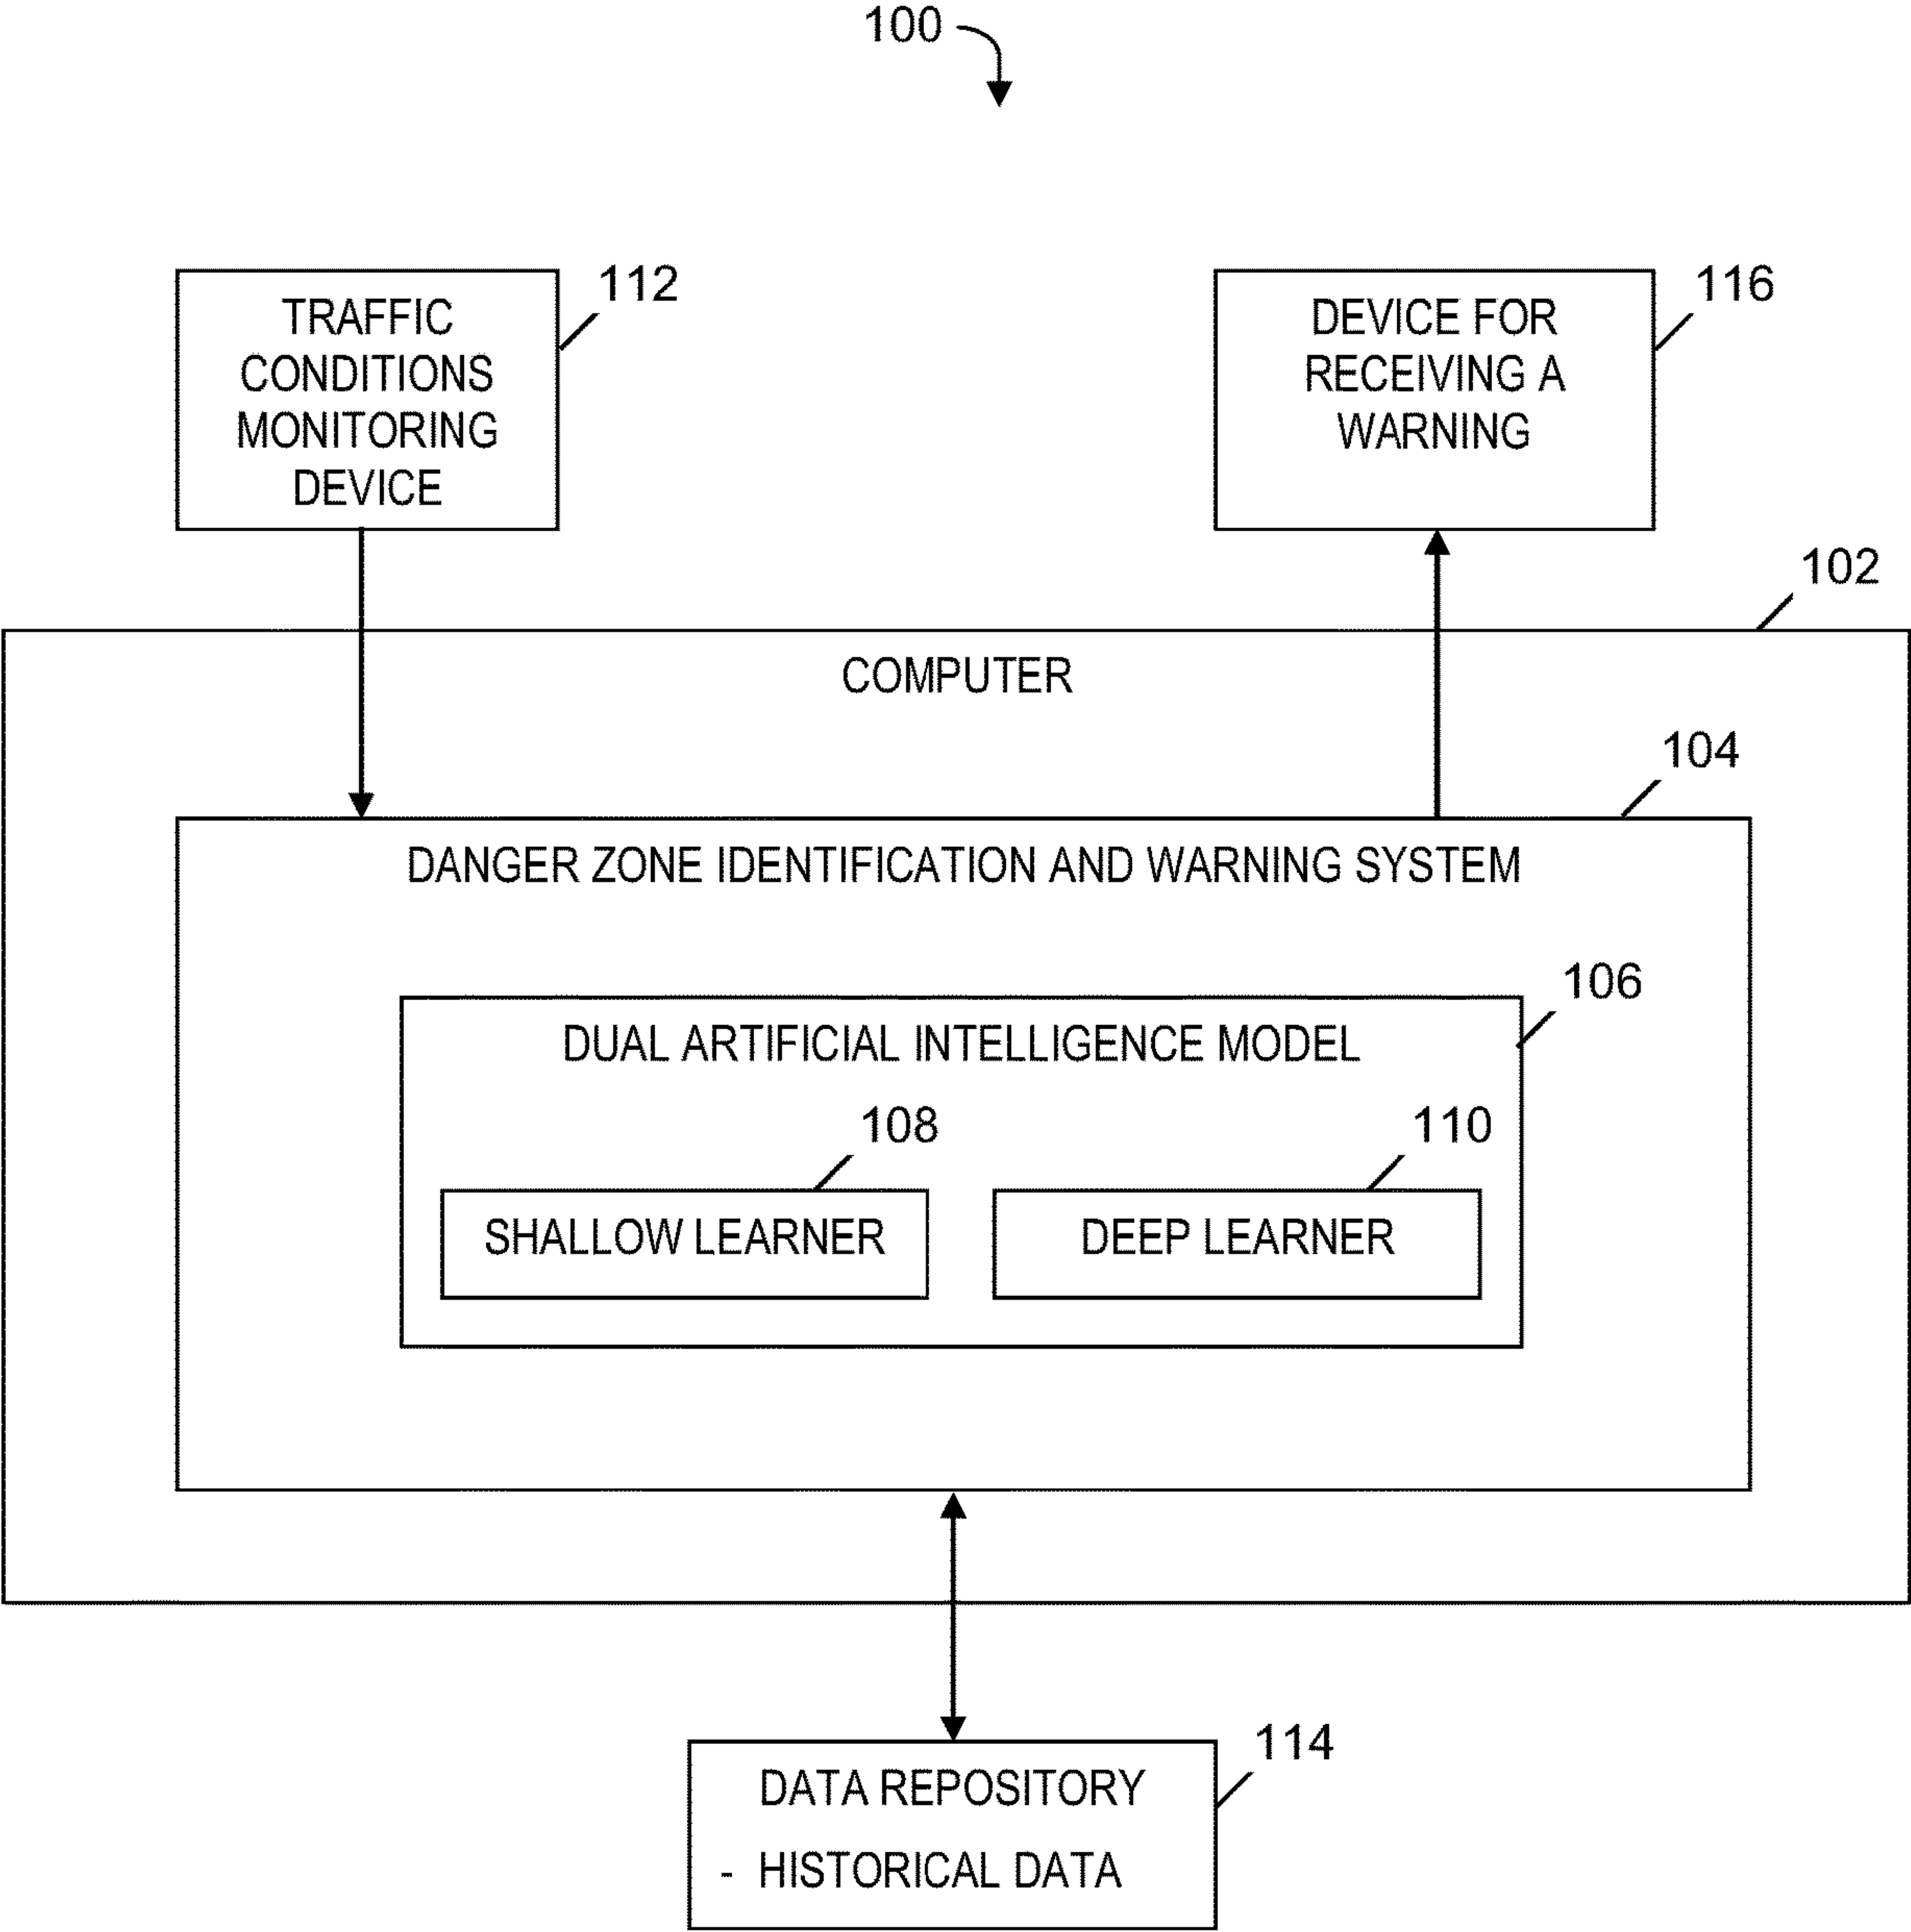 100
112
TRAFFIC
CONDITIONS
MONITORING
DEVICE
116
DEVICE FOR
RECEIVING A
WARNING
102
COMPUTER
104
DANGER ZONE IDENTIFICATION AND WARNING SYSTEM
106
DUAL ARTIFICIAL INTELLIGENCE MODEL
108
SHALLOW LEARNER
110
DEEP LEARNER
114
DATA REPOSITORY
- HISTORICAL DATA